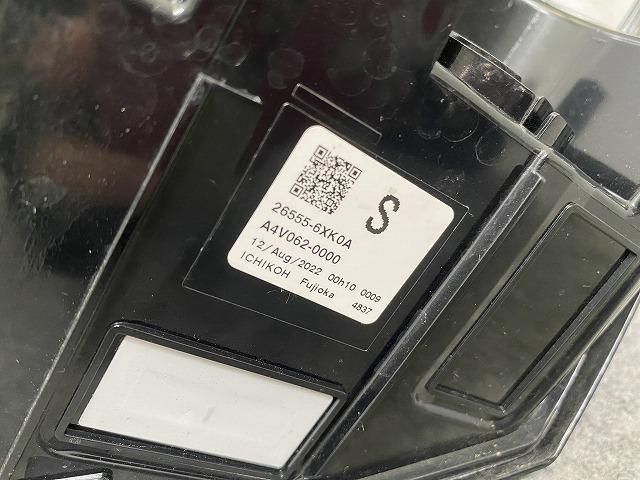 S
26555-6XK0A
A4V062-0000
12/Aug/2022 00h10 0009
ICHIKOH Fujioka 4837